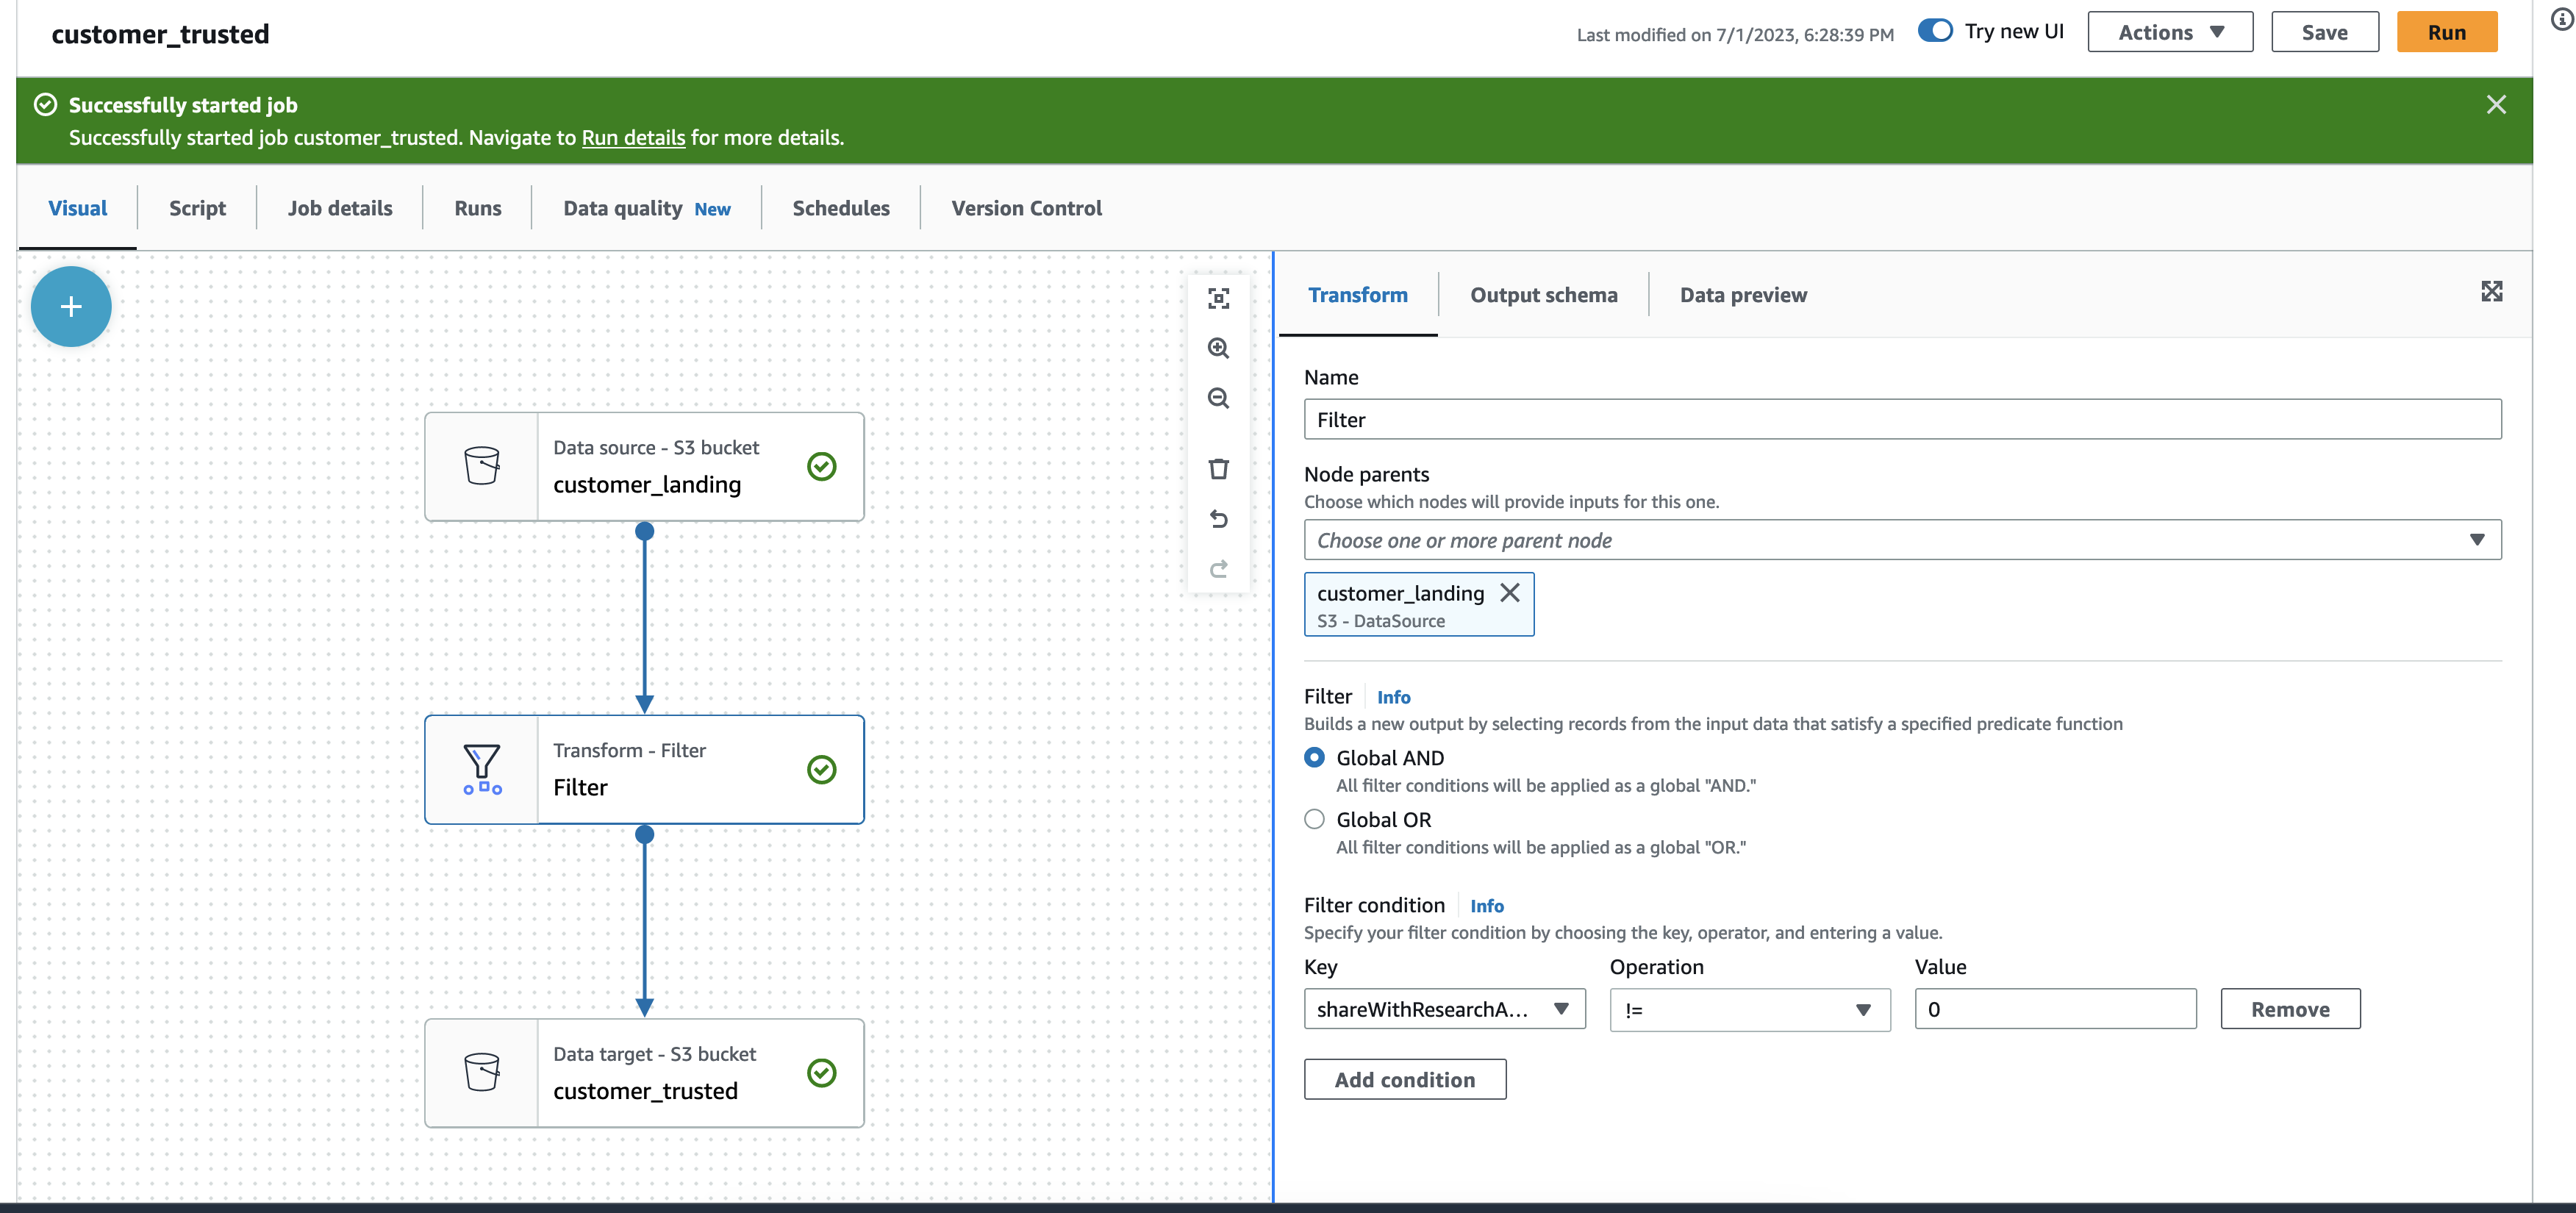 customer_trusted
Last modified on 7/1/2023, 6:28:39 PM
Try new UI
Actions
Save
Run
Successfully started job
Successfully started job customer_trusted. Navigate to Run details for more details.
Visual
Script
Job details
Runs
Data quality New
Schedules
Version Control
Data source - S3 bucket
customer_landing
Transform - Filter
Filter
Data target - S3 bucket
customer_trusted
Transform
Output schema
Data preview
Name
Filter
Node parents
Choose which nodes will provide inputs for this one.
Choose one or more parent node
customer_landing
S3 - DataSource
Filter Info
Builds a new output by selecting records from the input data that satisfy a specified predicate function
Global AND
All filter conditions will be applied as a global "AND."
Global OR
All filter conditions will be applied as a global "OR."
Filter condition Info
Specify your filter condition by choosing the key, operator, and entering a value.
Key Operation Value
shareWithResearchA... != 0 Remove
Add condition